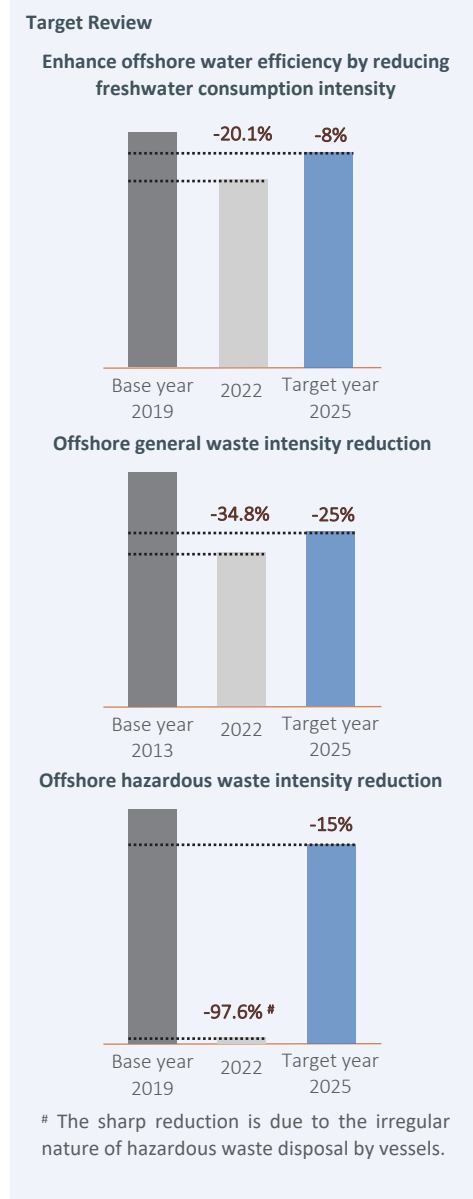 Target Review
Enhance offshore water efficiency by reducing
freshwater consumption intensity
-20.1%
-8%
Base year
2019
2022
Target year
2025
Offshore general waste intensity reduction
-34.8%
-25%
Base year
2013
2022
Target year
2025
Offshore hazardous waste intensity reduction
-15%
-97.6% #
Base year
2019
2022
Target year
2025
# The sharp reduction is due to the irregular
nature of hazardous waste disposal by vessels.